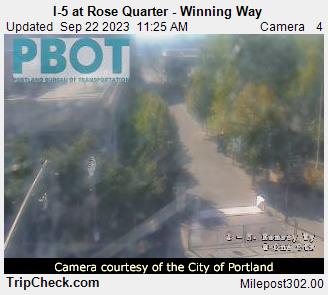 I-5 at Rose Quarter - Winning Way
Updated Sep 22 2023 11:25 AM Camera 4
PBOT
PORTLAND BUREAU OF TRANSPORTATION
Camera courtesy of the City of Portland
TripCheck.com Milepost302.00